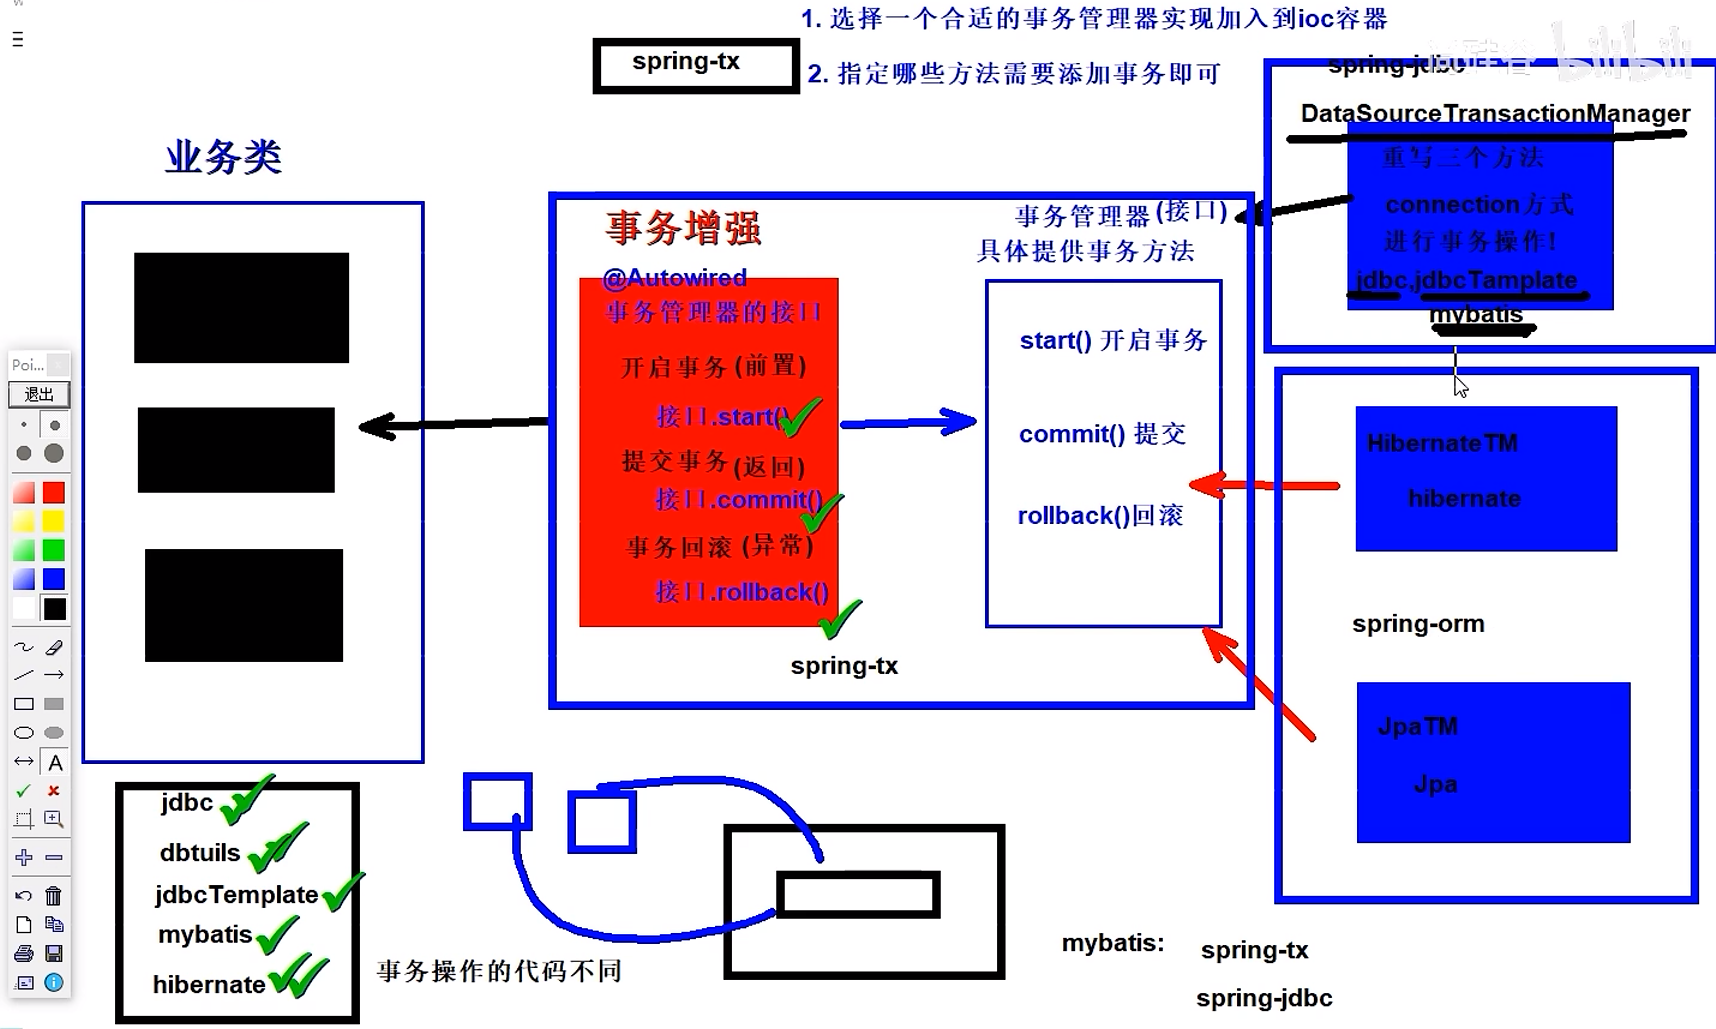 1. 选择一个合适的事务管理器实现加入到ioc容器
spring-tx
2. 指定哪些方法需要添加事务即可
bilibili
spring-jdbc
DataSourceTransactionManager
重写三个方法
connection方式
进行事务操作!
jdbc,jdbcTamplate
mybatis
业务类
事务增强
@Autowired
事务管理器的接口
开启事务(前置)
接口.start()
提交事务(返回)
接口.commit()
事务回滚(异常)
接口.rollback()
spring-tx
事务管理器(接口)
具体提供事务方法
start() 开启事务
commit() 提交
rollback()回滚
HibernateTM
hibernate
spring-orm
JpaTM
Jpa
Poi...
退出
A
jdbc
dbtuils
jdbcTemplate
mybatis
hibernate
事务操作的代码不同
mybatis:
spring-tx
spring-jdbc